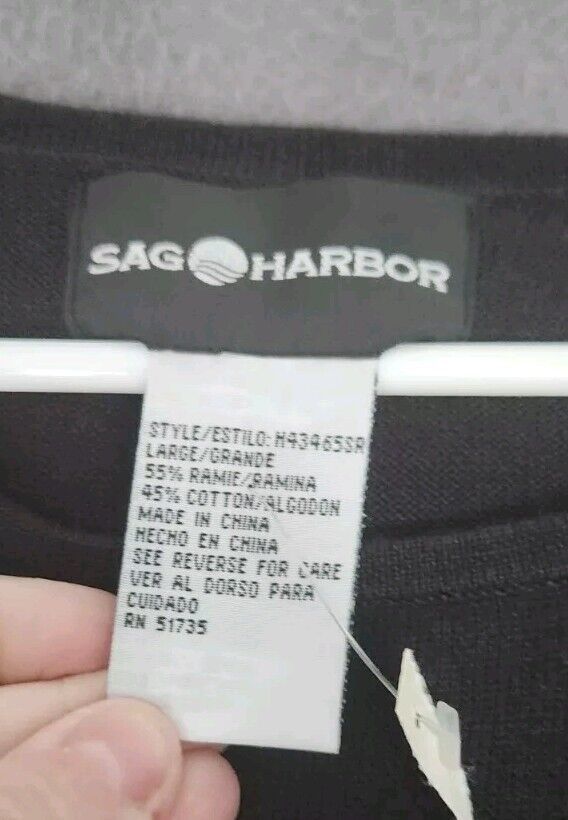 SAG HARBOR
STYLE/ESTILO: H43465SR
LARGE/GRANDE
55% RAMIE/RAMINA
45% COTTON/ALGODON
MADE IN CHINA
HECHO EN CHINA
SEE REVERSE FOR CARE
VER AL DORSO PARA
CUIDADO
RN 51735